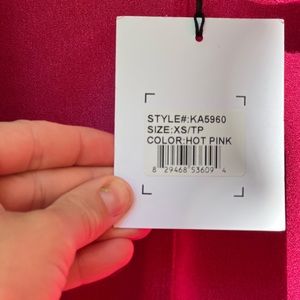 STYLE#:KA5960
SIZE:XS/TP
COLOR:HOT PINK
8 29468 53609 4